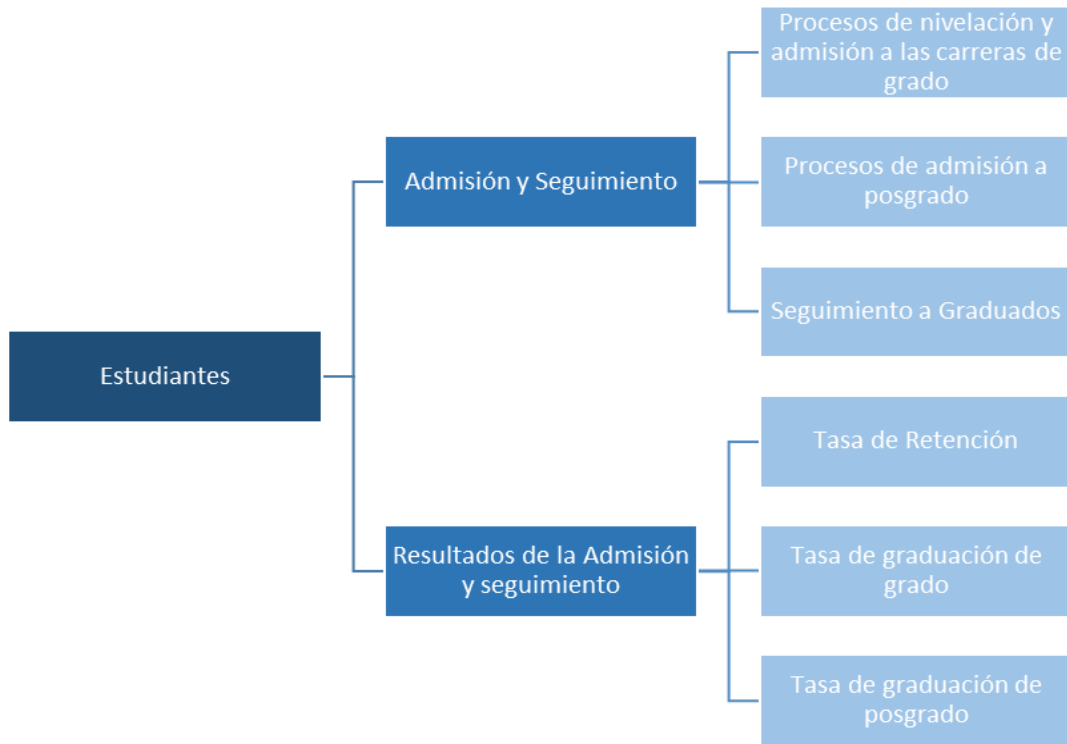 Estudiantes
Admisión y Seguimiento
Procesos de nivelación y
admisión a las carreras de
grado
Procesos de admisión a
posgrado
Seguimiento a Graduados
Resultados de la Admisión
y seguimiento
Tasa de Retención
Tasa de graduación de
grado
Tasa de graduación de
posgrado